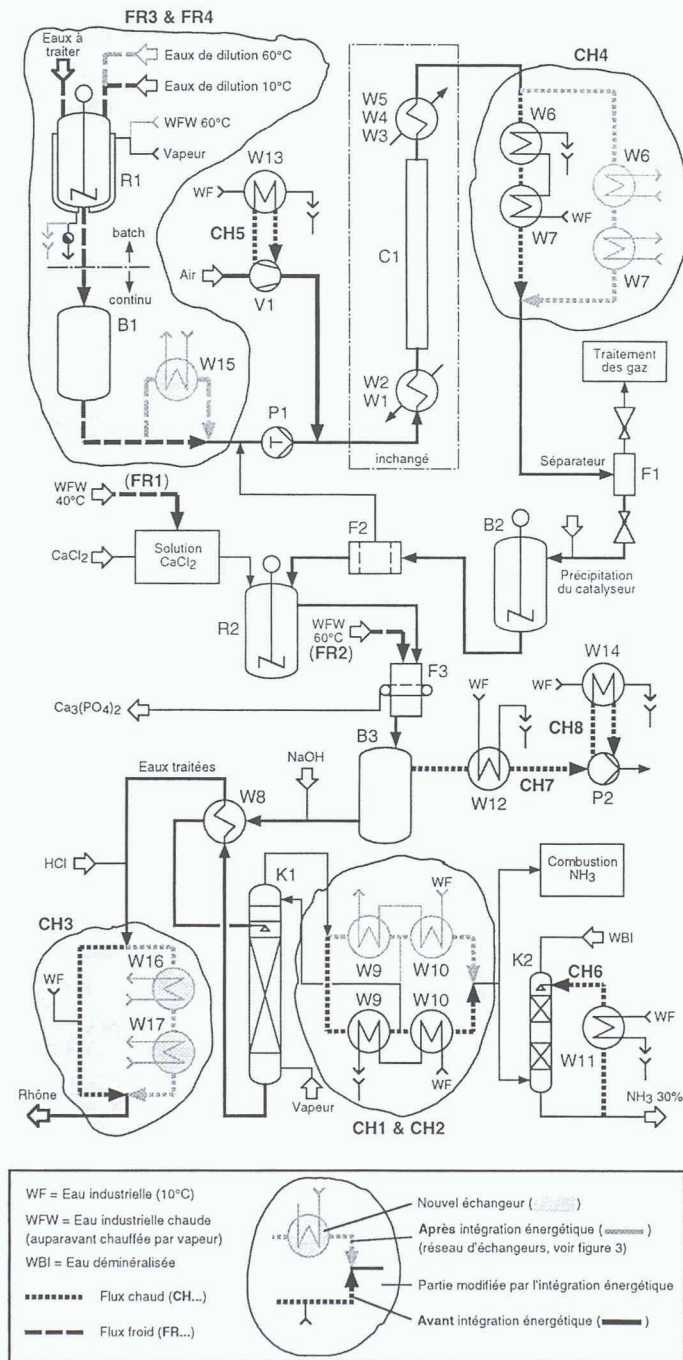 FR3 & FR4
Eaux à
traiter
Eaux de dilution 60°C
Eaux de dilution 10°C
WFW 60°C
Vapeur
R1
batch
continu
B1
W15
W13
WF
CH5
Air
V1
P1
W5
W4
W3
C1
W2
W1
inchangé
CH4
W6
W6
WF
W7
W7
Traitement
des gaz
Séparateur
F1
(FR1)
WFW
40°C
CaCl2
Solution
CaCl2
R2
F2
B2
Précipitation
du catalyseur
WFW
60°C
(FR2)
F3
Ca3(PO4)2
B3
WF
W12
CH7
W14
WF
CH8
P2
Eaux traitées
NaOH
W8
HCl
K1
Vapeur
WF
W9
W10
W9
W10
WF
CH1 & CH2
Combustion
NH3
K2
WBI
CH6
WF
W11
NH3 30%
CH3
WF
W16
W17
Rhône
WF = Eau industrielle (10°C)
WFW = Eau industrielle chaude
(auparavant chauffée par vapeur)
WBI = Eau déminéralisée
Flux chaud (CH...)
Flux froid (FR...)
Nouvel échangeur ( )
Après intégration énergétique ( )
(réseau d'échangeurs, voir figure 3)
Partie modifiée par l'intégration énergétique
Avant intégration énergétique ( )